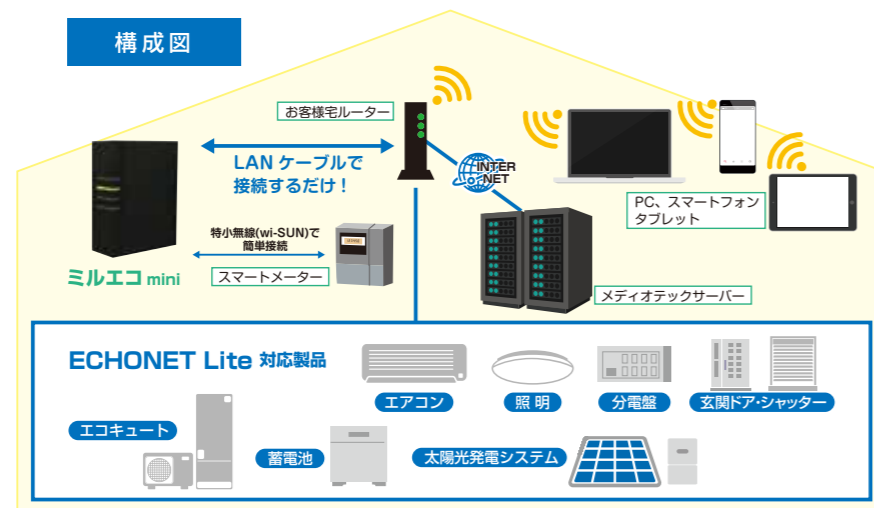 構成図
お客様宅ルーター
LANケーブルで
接続するだけ！
INTER
NET
PC、スマートフォン
タブレット
特小無線(wi-SUN)で
簡単接続
ミルエコ mini
スマートメーター
メディオテックサーバー
ECHONET Lite 対応製品
エアコン
照明
分電盤
玄関ドア・シャッター
エコキュート
蓄電池
太陽光発電システム